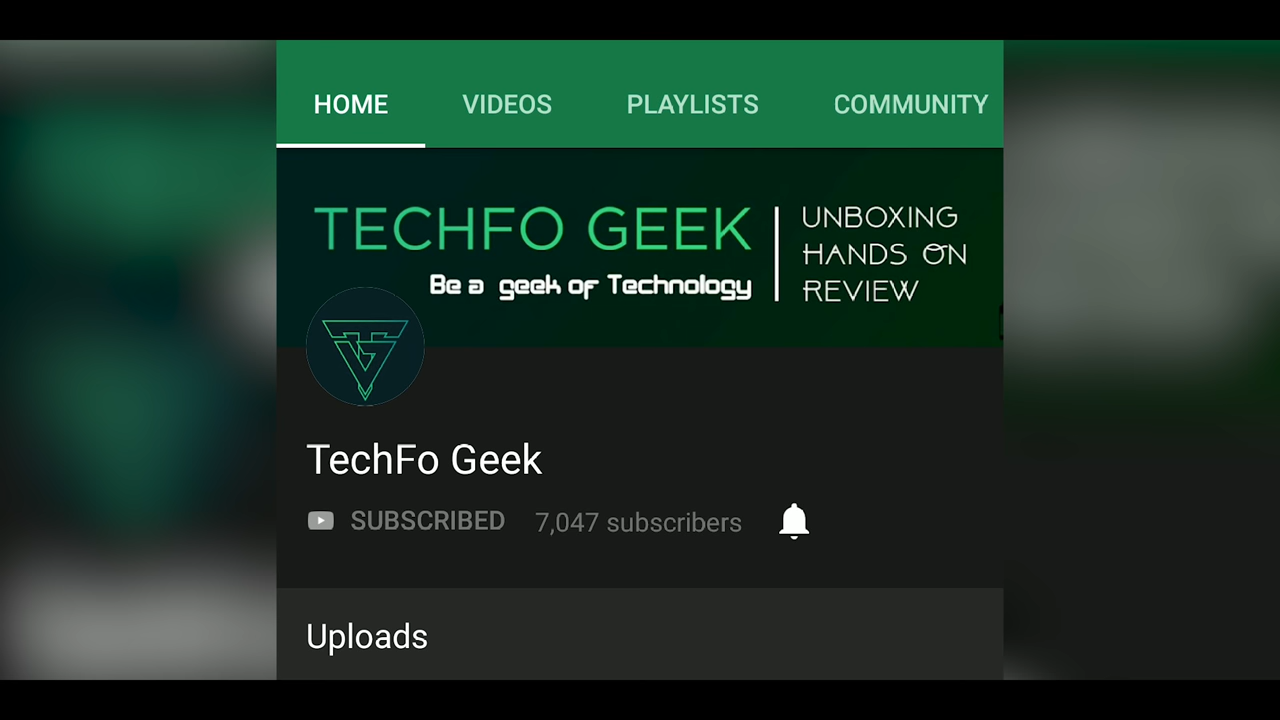 HOME VIDEOS PLAYLISTS COMMUNITY
TECHFO GEEK
Be a geek of Technology
UNBOXING
HANDS ON
REVIEW
TechFo Geek
SUBSCRIBED 7,047 subscribers
Uploads